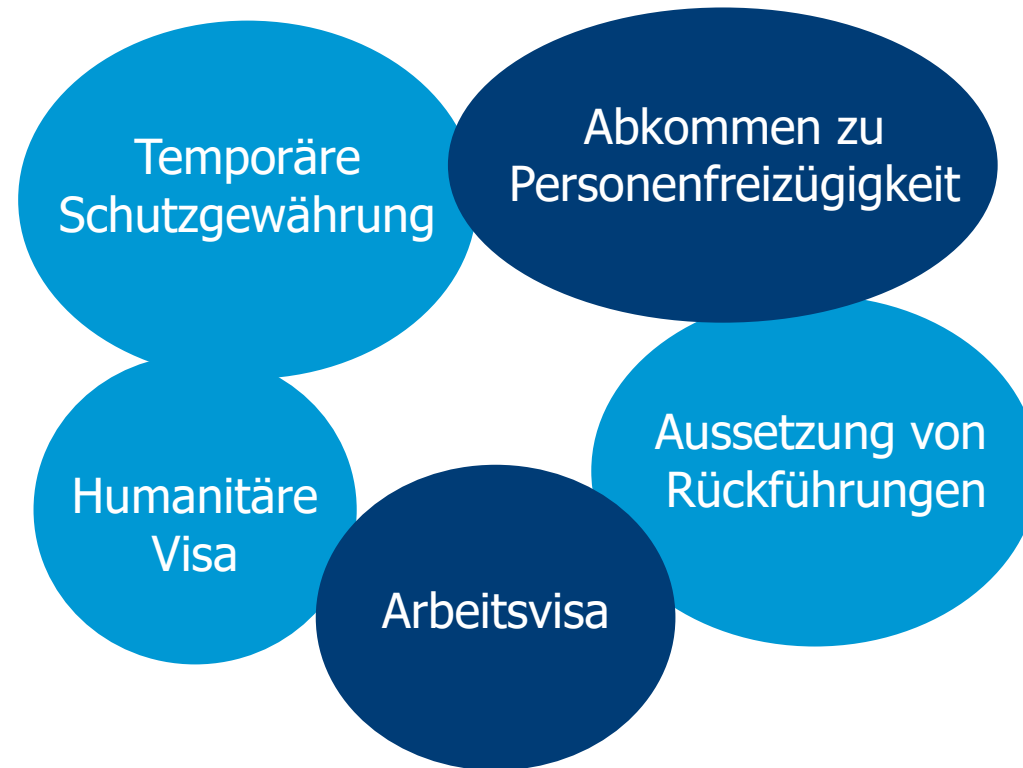 Temporäre
Schutzgewährung
Abkommen zu
Personenfreizügigkeit
Humanitäre
Visa
Arbeitsvisa
Aussetzung von
Rückführungen